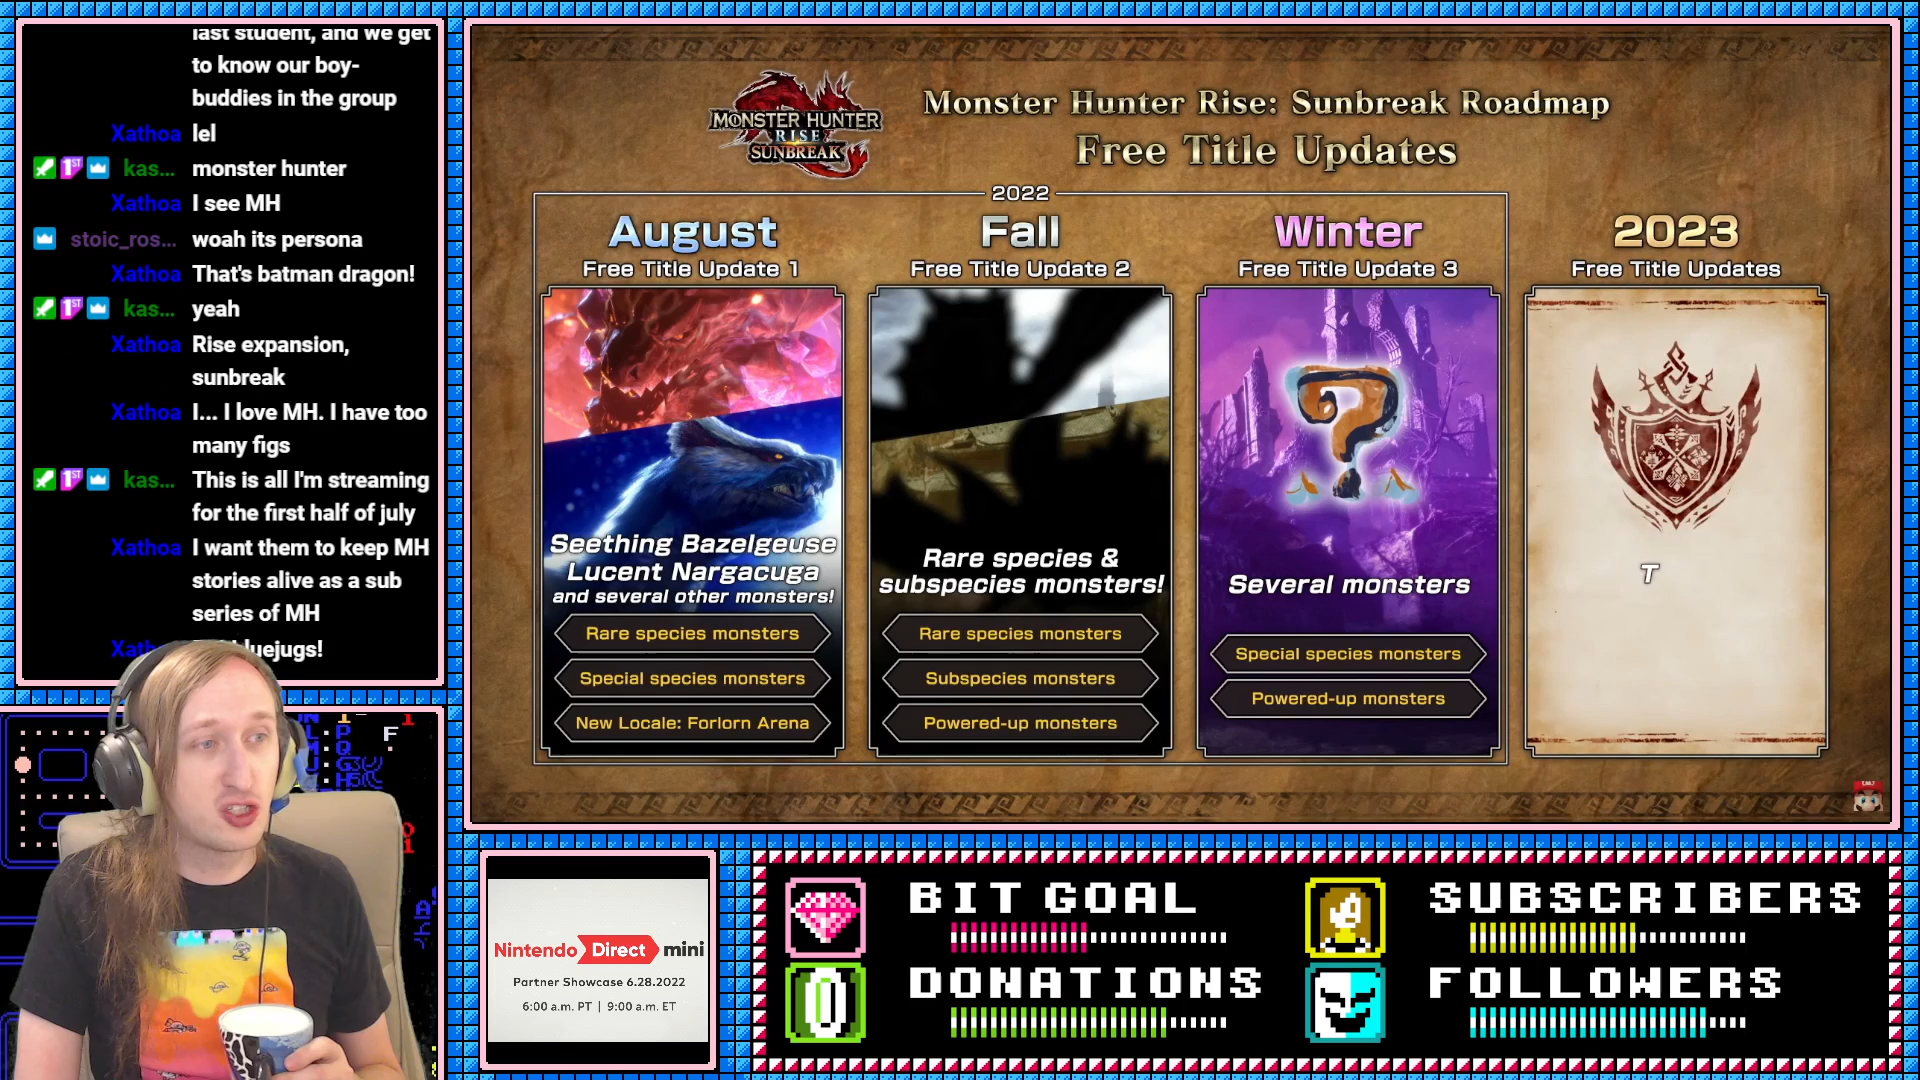 last student, and we get
to know our boy-
buddies in the group
Xathoa lel
1ST kas... monster hunter
Xathoa I see MH
stoic_ros... woah its persona
Xathoa That's batman dragon!
1ST kas... yeah
Xathoa Rise expansion,
sunbreak
Xathoa I... I love MH. I have too
many figs
1ST kas... This is all I'm streaming
for the first half of july
Xathoa I want them to keep MH
stories alive as a sub
series of MH
MONSTER HUNTER
RISE
SUNBREAK
Monster Hunter Rise: Sunbreak Roadmap
Free Title Updates
2022
August
Free Title Update 1
Seething Bazelgeuse
Lucent Nargacuga
and several other monsters!
Rare species monsters
Special species monsters
New Locale: Forlorn Arena
Fall
Free Title Update 2
Rare species &
subspecies monsters!
Rare species monsters
Subspecies monsters
Powered-up monsters
Winter
Free Title Update 3
?
Several monsters
Special species monsters
Powered-up monsters
2023
Free Title Updates
T
Nintendo Direct mini
Partner Showcase 6.28.2022
6:00 a.m. PT | 9:00 a.m. ET
BIT GOAL
SUBSCRIBERS
DONATIONS
FOLLOWERS